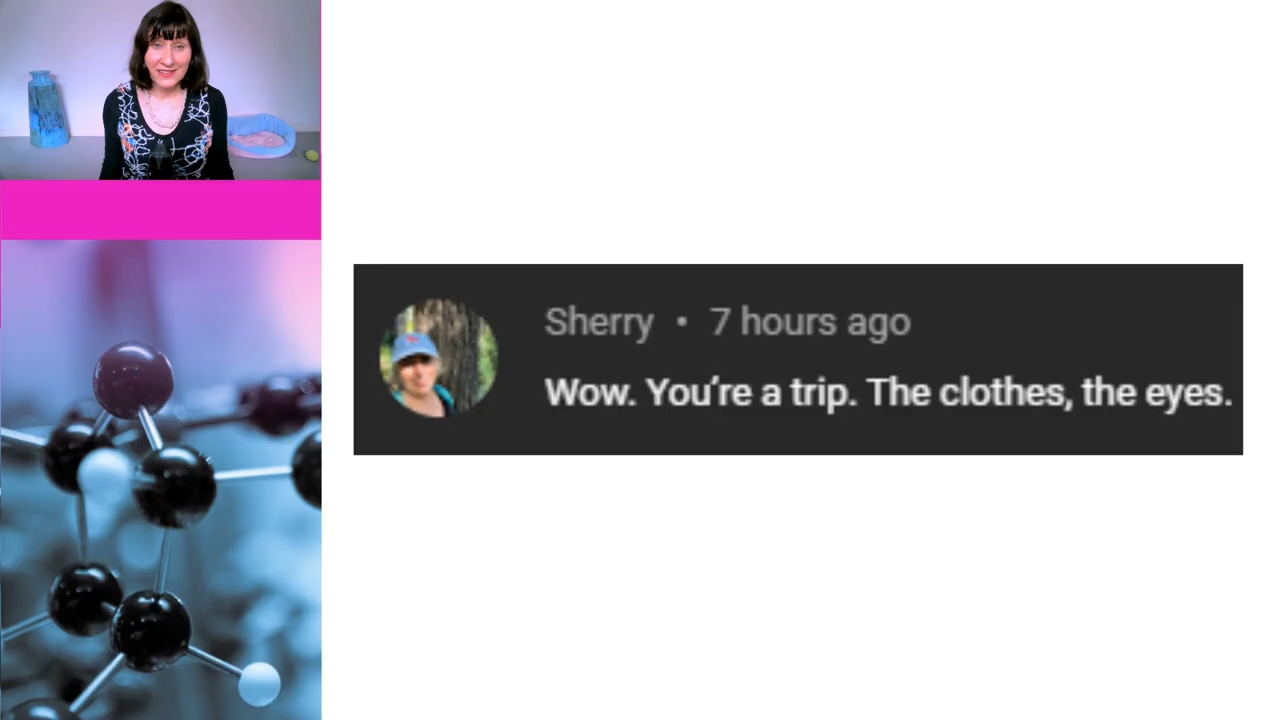 Sherry • 7 hours ago
Wow. You’re a trip. The clothes, the eyes.